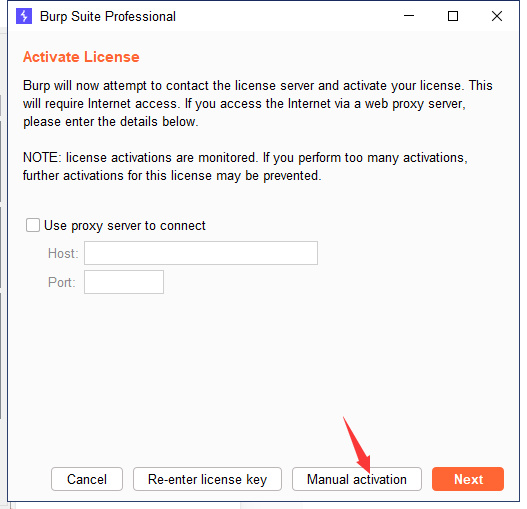 Burp Suite Professional
Activate License
Burp will now attempt to contact the license server and activate your license. This
will require Internet access. If you access the Internet via a web proxy server,
please enter the details below.
NOTE: license activations are monitored. If you perform too many activations,
further activations for this license may be prevented.
Use proxy server to connect
Host:
Port:
Cancel
Re-enter license key
Manual activation
Next